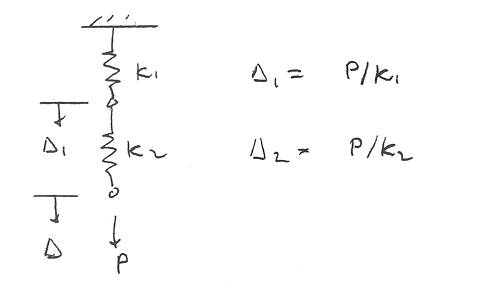 K₁
Δ₁ = P/K₁
Δ₁
K₂
Δ₂ = P/K₂
Δ
P